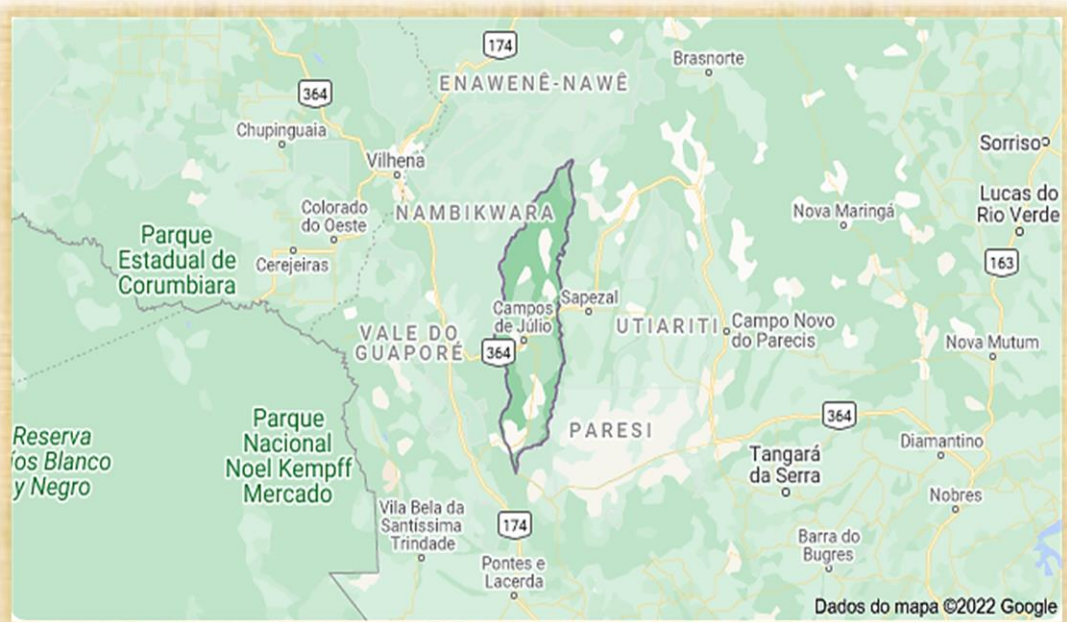 174
Brasnorte
ENAWENÊ-NAWÊ
364
Chupinguaia
Sorriso
Vilhena
Lucas do
Rio Verde
Colorado
do Oeste
NAMBIKWARA
Nova Maringá
Parque
Estadual de
Corumbiara
Cerejeiras
163
Campos
de Júlio
Sapezal
UTIARITI
Campo Novo
do Parecis
VALE DO
GUAPORÉ
364
Nova Mutum
Parque
Nacional
Noel Kempff
Mercado
PARESI
364
Diamantino
Reserva
íos Blanco
y Negro
Tangará
da Serra
Nobres
Vila Bela da
Santíssima
Trindade
174
Barra do
Bugres
Pontes e
Lacerda
Dados do mapa ©2022 Google